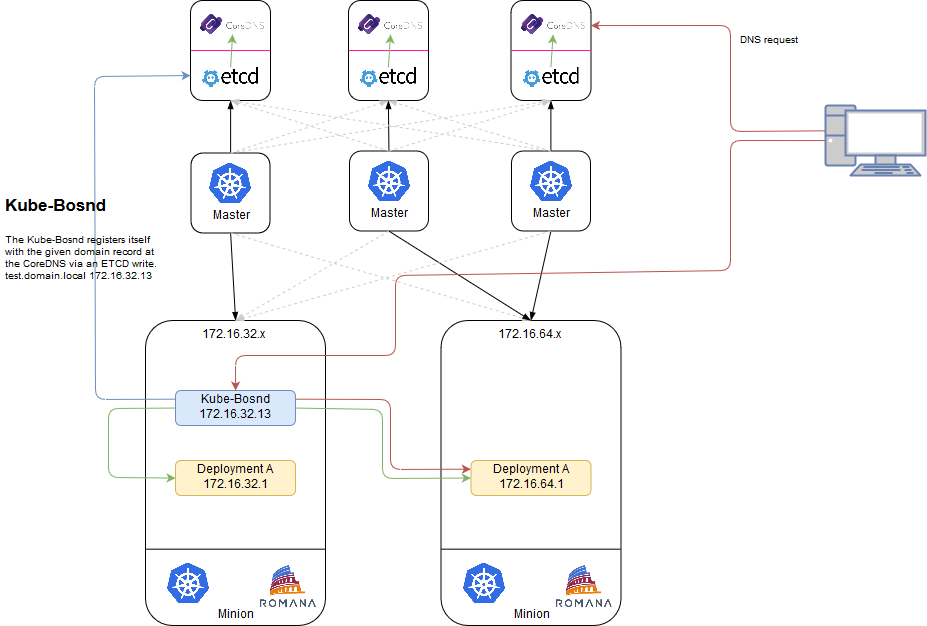 CoreDNS
CoreDNS
CoreDNS
DNS request
etcd
etcd
etcd
Master
Master
Master
Kube-Bosnd
The Kube-Bosnd registers itself
with the given domain record at
the CoreDNS via an ETCD write.
test.domain.local 172.16.32.13
172.16.32.x
172.16.64.x
Kube-Bosnd
172.16.32.13
Deployment A
172.16.32.1
Deployment A
172.16.64.1
ROMANA
ROMANA
Minion
Minion